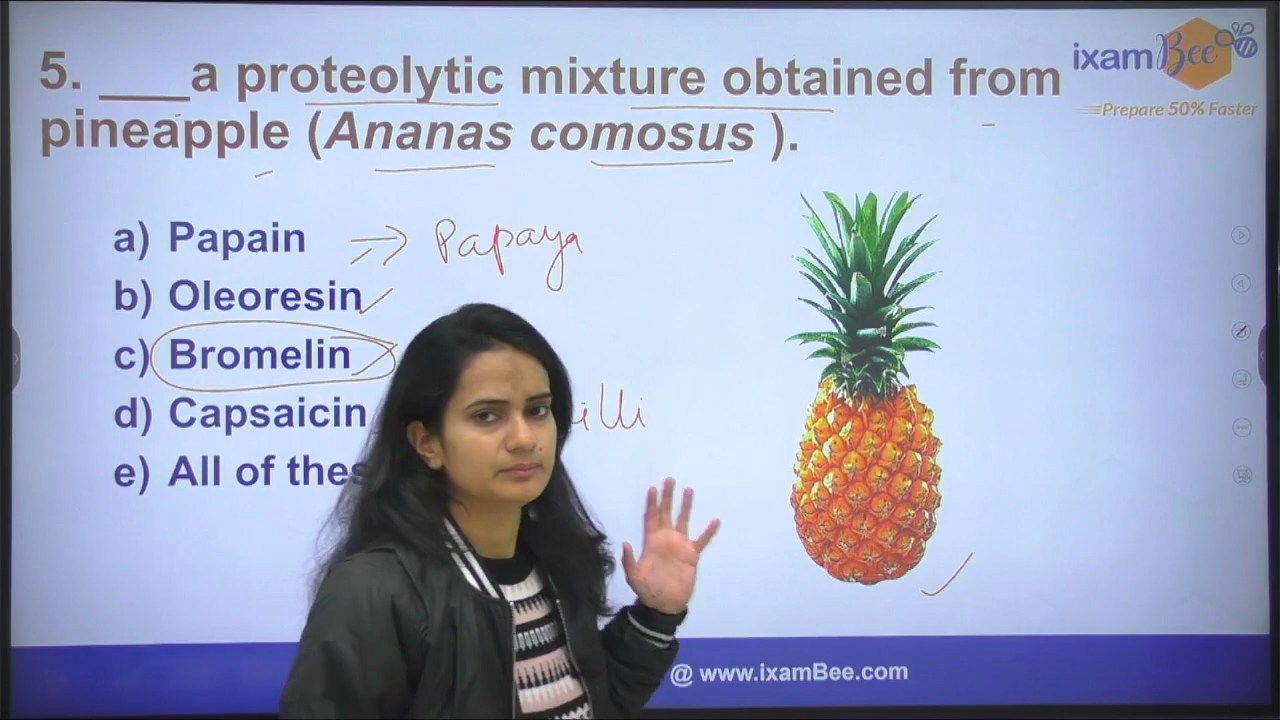 ixamBee
Prepare 50% Faster
5. ___a proteolytic mixture obtained from
pineapple (Ananas comosus ).
a) Papain → Papaya
b) Oleoresin
c) Bromelin
d) Capsaicin illi
e) All of thes
@ www.ixamBee.com